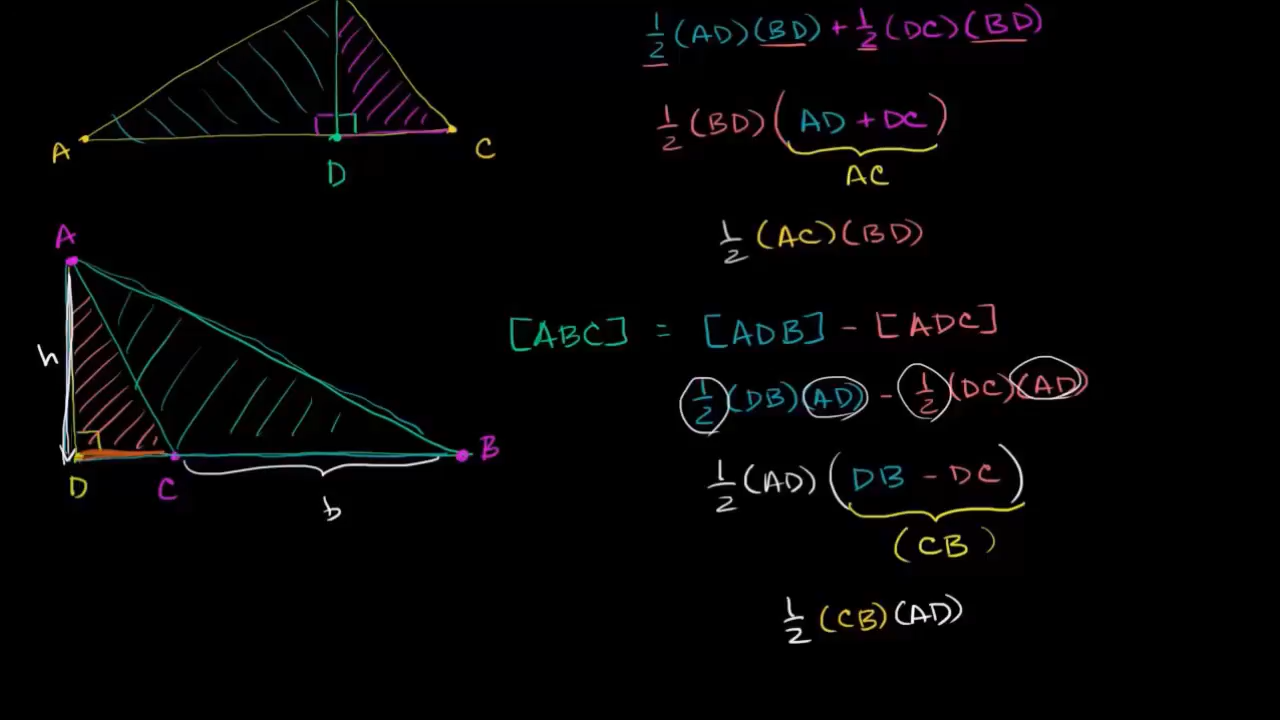 1/2 (AD)(BD) + 1/2 (DC)(BD)
1/2 (BD)(AD + DC)
AC
1/2 (AC)(BD)
A
D
C
A
h
D
C
B
b
[ABC] = [ADB] - [ADC]
1/2 (DB)(AD) - 1/2 (DC)(AD)
1/2 (AD)(DB - DC)
(CB)
1/2 (CB)(AD)